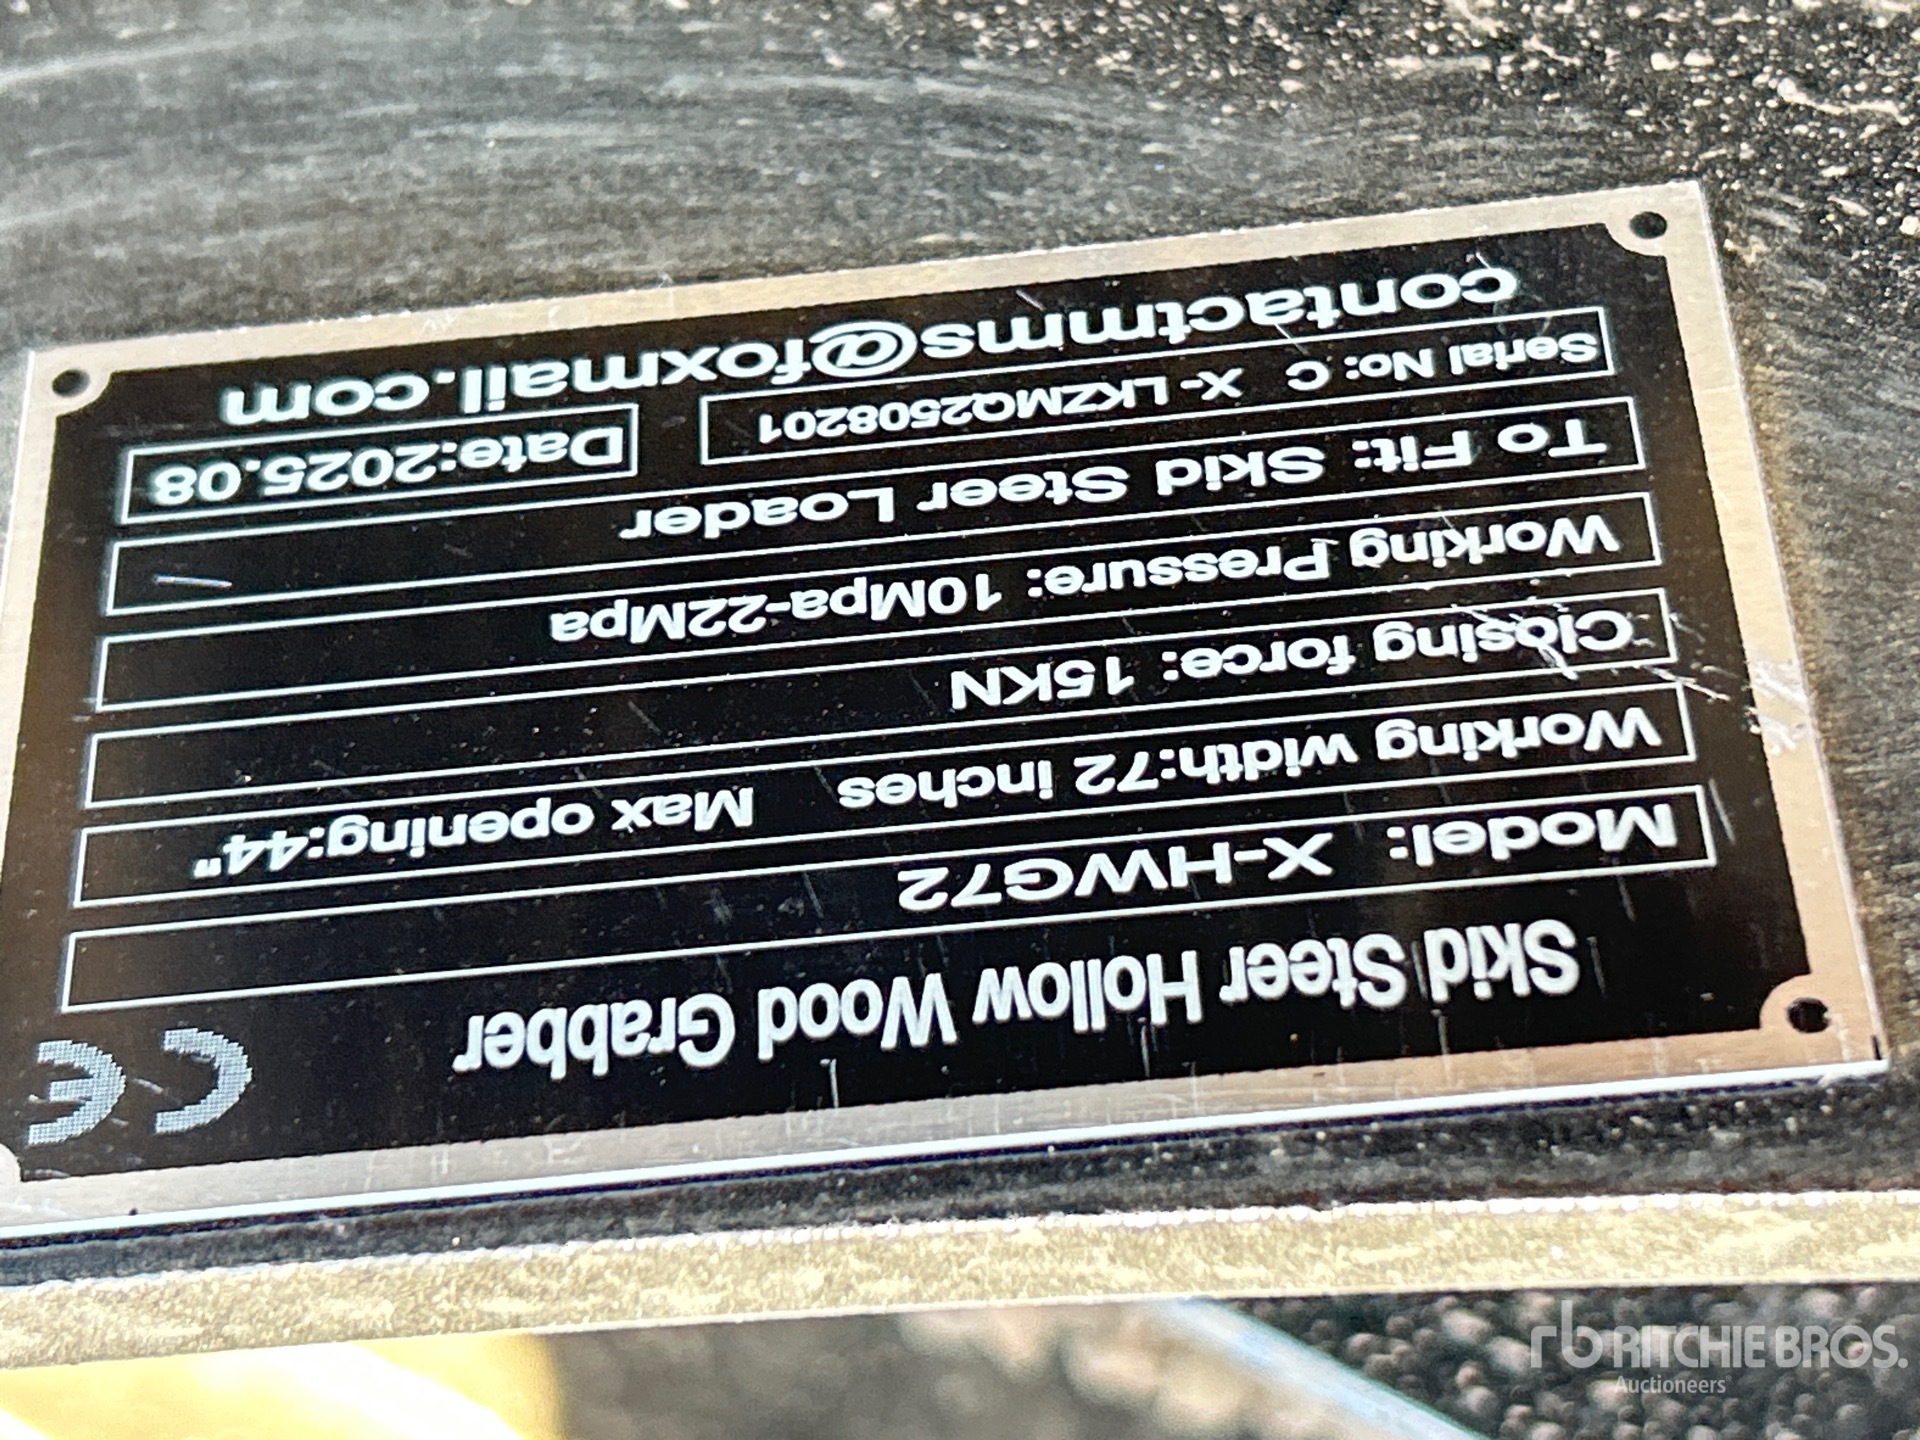 Skid Steer Hollow Wood Grabber CE
Model: X-HWG72
Working width:72 inches Max opening:44"
Closing force: 15KN
Working Pressure: 10Mpa-22Mpa
To Fit: Skid Steer Loader
Serial No: C X- LKZMQ2508201 Date:2025.08
contactmms@foxmail.com
rb RITCHIE BROS.
Auctioneers